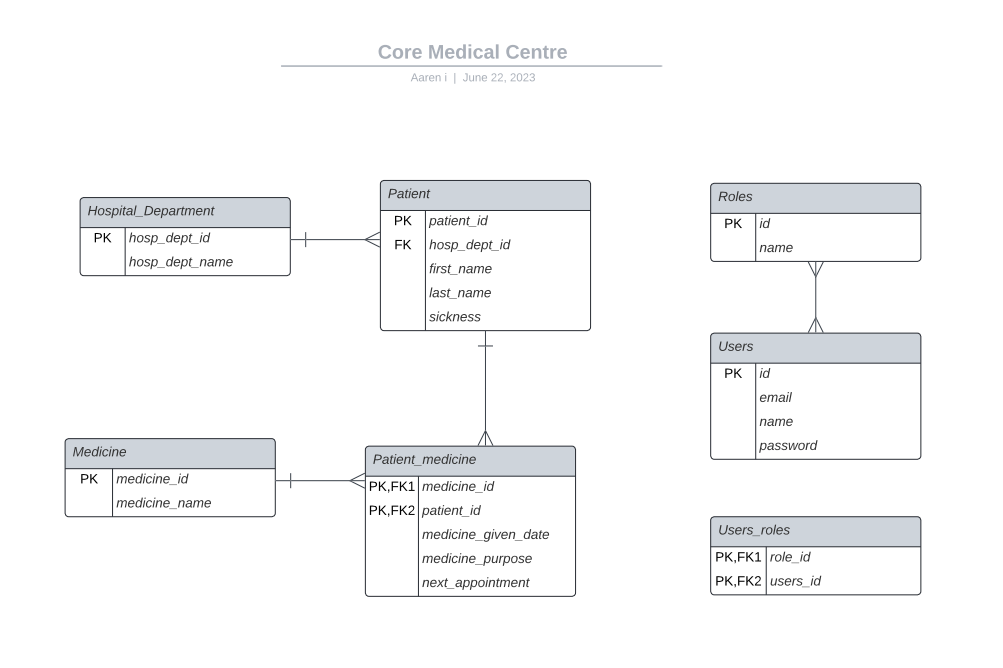 Core Medical Centre
Aaren i | June 22, 2023
Hospital_Department
PK hosp_dept_id
hosp_dept_name
Patient
PK patient_id
FK hosp_dept_id
first_name
last_name
sickness
Roles
PK id
name
Users
PK id
email
name
password
Medicine
PK medicine_id
medicine_name
Patient_medicine
PK,FK1 medicine_id
PK,FK2 patient_id
medicine_given_date
medicine_purpose
next_appointment
Users_roles
PK,FK1 role_id
PK,FK2 users_id